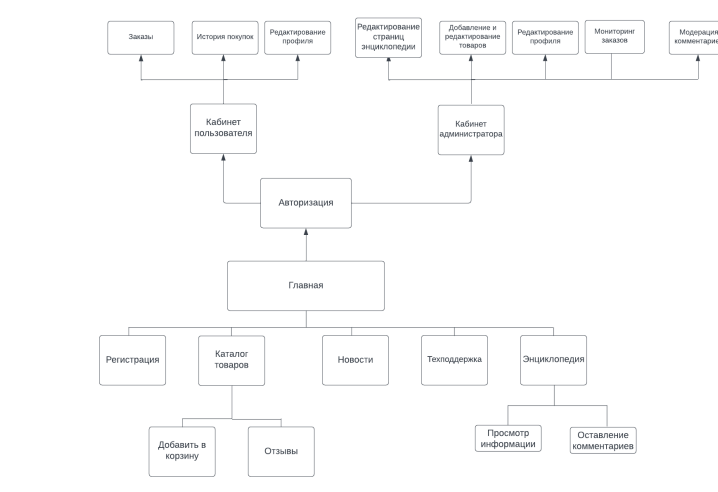 Заказы
История покупок
Редактирование
профиля
Редактирование
страниц
энциклопедии
Добавление и
редактирование
товаров
Редактирование
профиля
Мониторинг
заказов
Модерация
комментарие
Кабинет
пользователя
Кабинет
администратора
Авторизация
Главная
Регистрация
Каталог
товаров
Новости
Техподдержка
Энциклопедия
Добавить в
корзину
Отзывы
Просмотр
информации
Оставление
комментариев